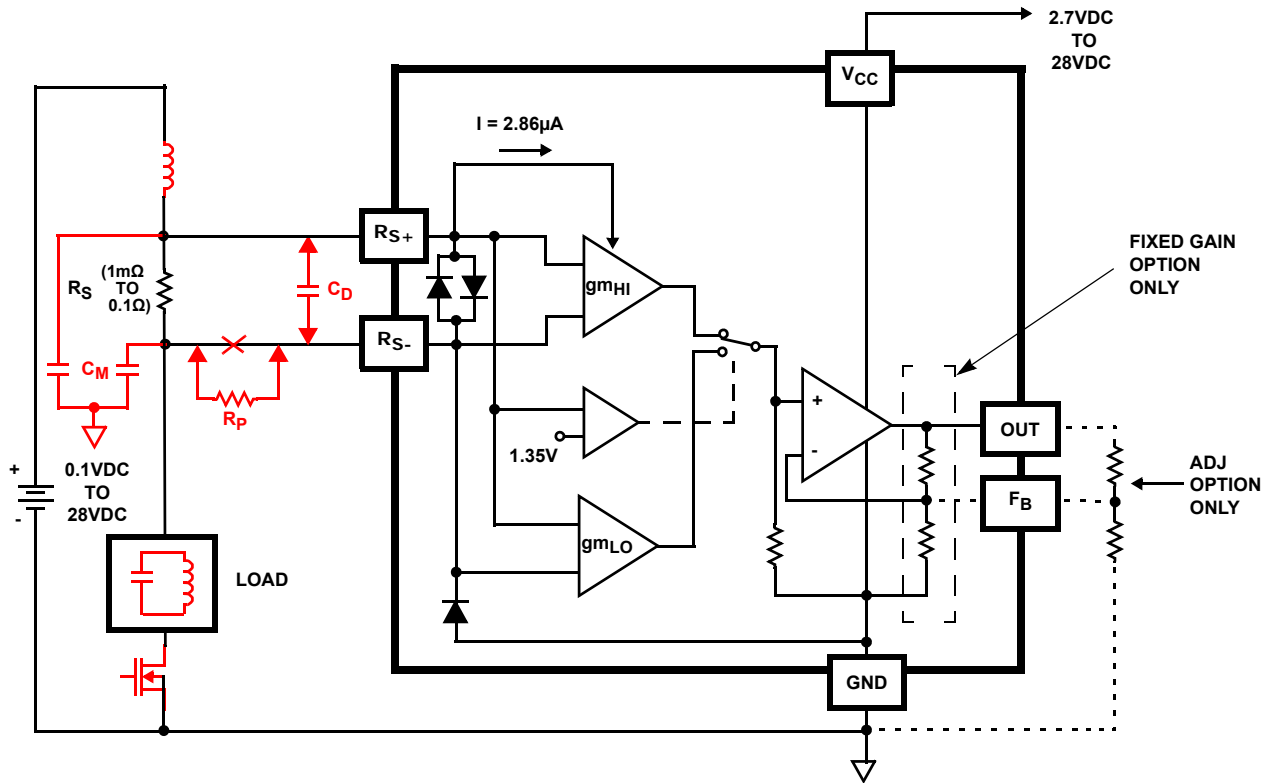 2.7VDC
TO
28VDC
VCC
I = 2.86µA
RS+
FIXED GAIN
OPTION
ONLY
gmHI
RS
(1mΩ
TO
0.1Ω)
CD
RS-
CM
RP
+
-
OUT
1.35V
0.1VDC
TO
28VDC
+
-
FB
ADJ
OPTION
ONLY
gmLO
LOAD
GND